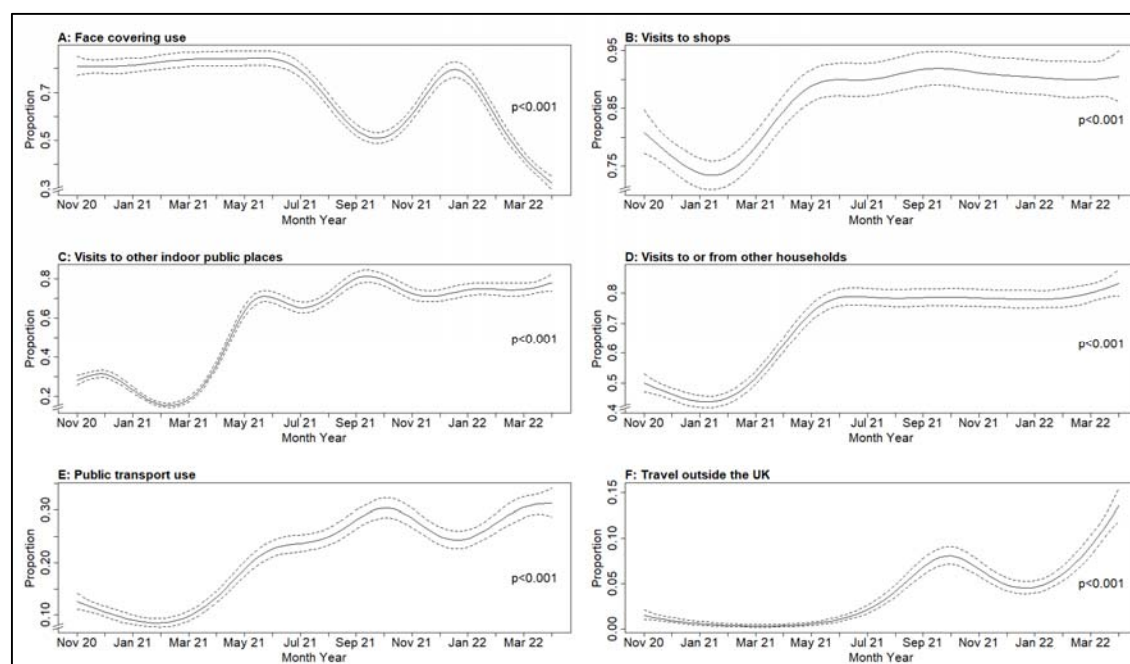 A: Face covering use
Proportion
0.3 0.5 0.7
p<0.001
Nov 20 Jan 21 Mar 21 May 21 Jul 21 Sep 21 Nov 21 Jan 22 Mar 22
Month Year
B: Visits to shops
Proportion
0.75 0.85 0.95
p<0.001
Nov 20 Jan 21 Mar 21 May 21 Jul 21 Sep 21 Nov 21 Jan 22 Mar 22
Month Year
C: Visits to other indoor public places
Proportion
0.2 0.4 0.6 0.8
p<0.001
Nov 20 Jan 21 Mar 21 May 21 Jul 21 Sep 21 Nov 21 Jan 22 Mar 22
Month Year
D: Visits to or from other households
Proportion
0.4 0.5 0.6 0.7 0.8
p<0.001
Nov 20 Jan 21 Mar 21 May 21 Jul 21 Sep 21 Nov 21 Jan 22 Mar 22
Month Year
E: Public transport use
Proportion
0.10 0.20 0.30
p<0.001
Nov 20 Jan 21 Mar 21 May 21 Jul 21 Sep 21 Nov 21 Jan 22 Mar 22
Month Year
F: Travel outside the UK
Proportion
0.00 0.05 0.10 0.15
p<0.001
Nov 20 Jan 21 Mar 21 May 21 Jul 21 Sep 21 Nov 21 Jan 22 Mar 22
Month Year